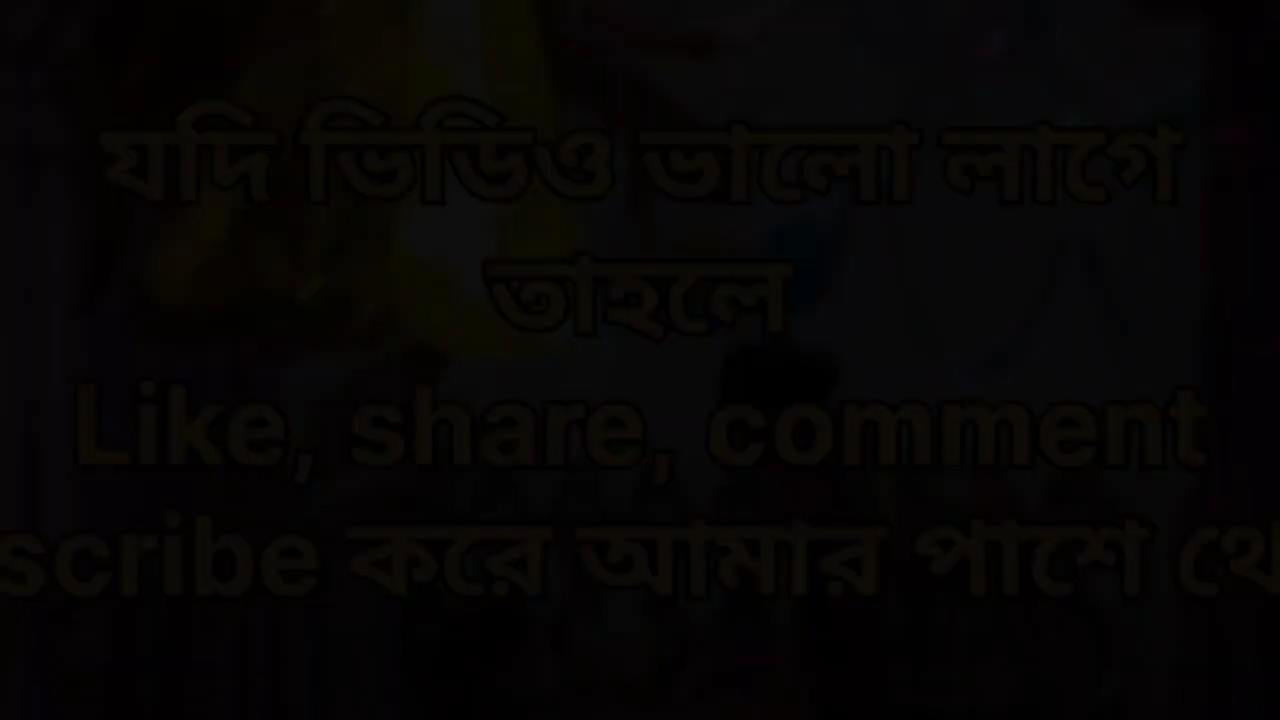 যদি ভিডিও ভালো লাগে
তাহলে
Like, share, comment
scribe করে আমার পাশে থে